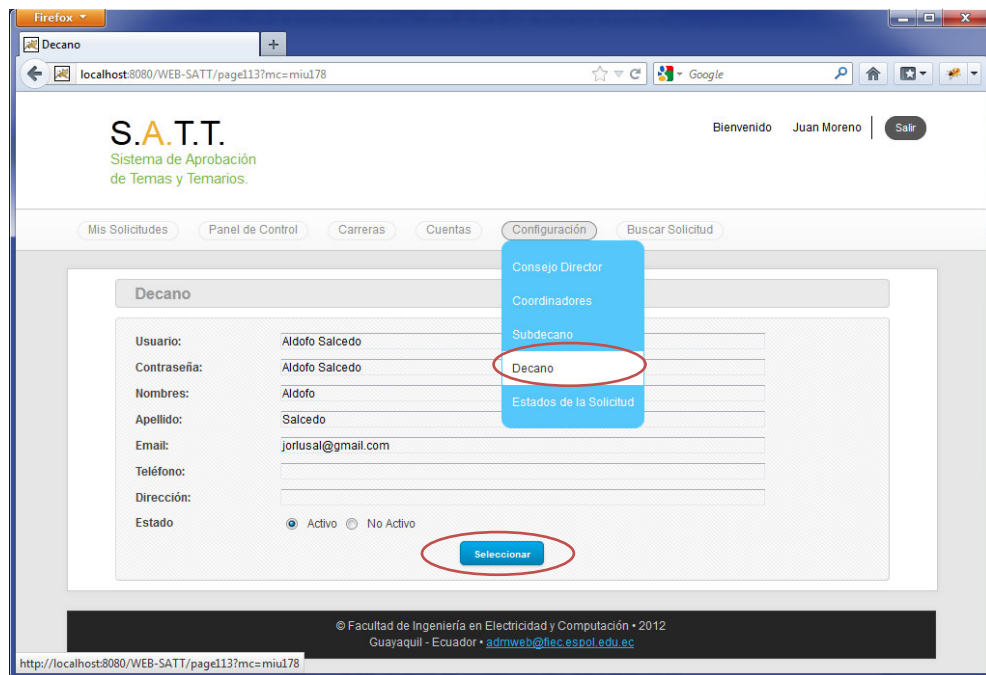 Firefox
Decano
localhost:8080/WEB-SATT/page113?mc=miu178
Google
S.A.T.T.
Sistema de Aprobación
de Temas y Temarios.
Bienvenido Juan Moreno Salir
Mis Solicitudes Panel de Control Carreras Cuentas Configuración Buscar Solicitud
Consejo Director
Coordinadores
Subdecano
Decano
Estados de la Solicitud
Decano
Usuario: Aldofo Salcedo
Contraseña: Aldofo Salcedo
Nombres: Aldofo
Apellido: Salcedo
Email: jorlusal@gmail.com
Teléfono:
Dirección:
Estado Activo No Activo
Seleccionar
© Facultad de Ingeniería en Electricidad y Computación • 2012
Guayaquil - Ecuador • admweb@fiec.espol.edu.ec
http://localhost:8080/WEB-SATT/page113?mc=miu178